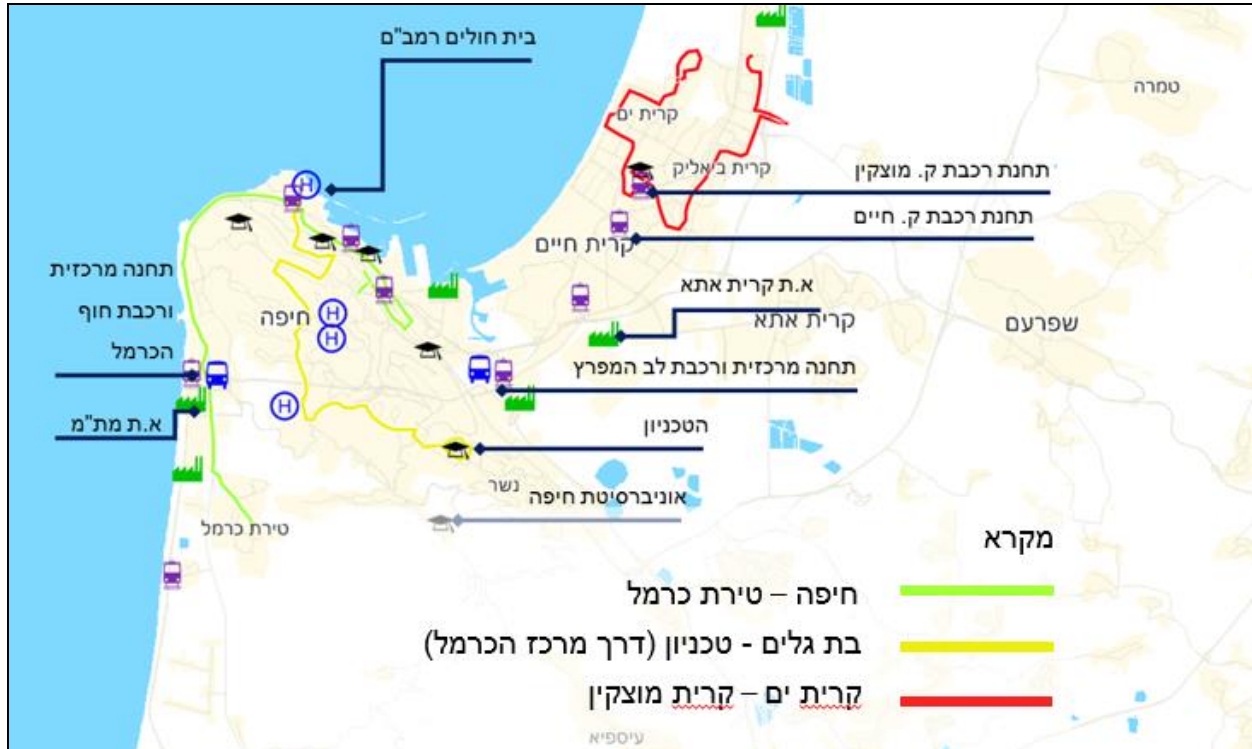 בית חולים רמב"ם
טמרה
קרית ים
קרית ביאליק
תחנת רכבת ק. מוצקין
תחנת רכבת ק. חיים
קרית חיים
תחנה מרכזית
ורכבת חוף
הכרמל
חיפה
א.ת קרית אתא
קרית אתא
שפרעם
תחנה מרכזית ורכבת לב המפרץ
א.ת מת"מ
הטכניון
נשר
אוניברסיטת חיפה
טירת כרמל
מקרא
חיפה – טירת כרמל
בת גלים - טכניון (דרך מרכז הכרמל)
קרית ים – קרית מוצקין
עיספיא
H
H
H
H